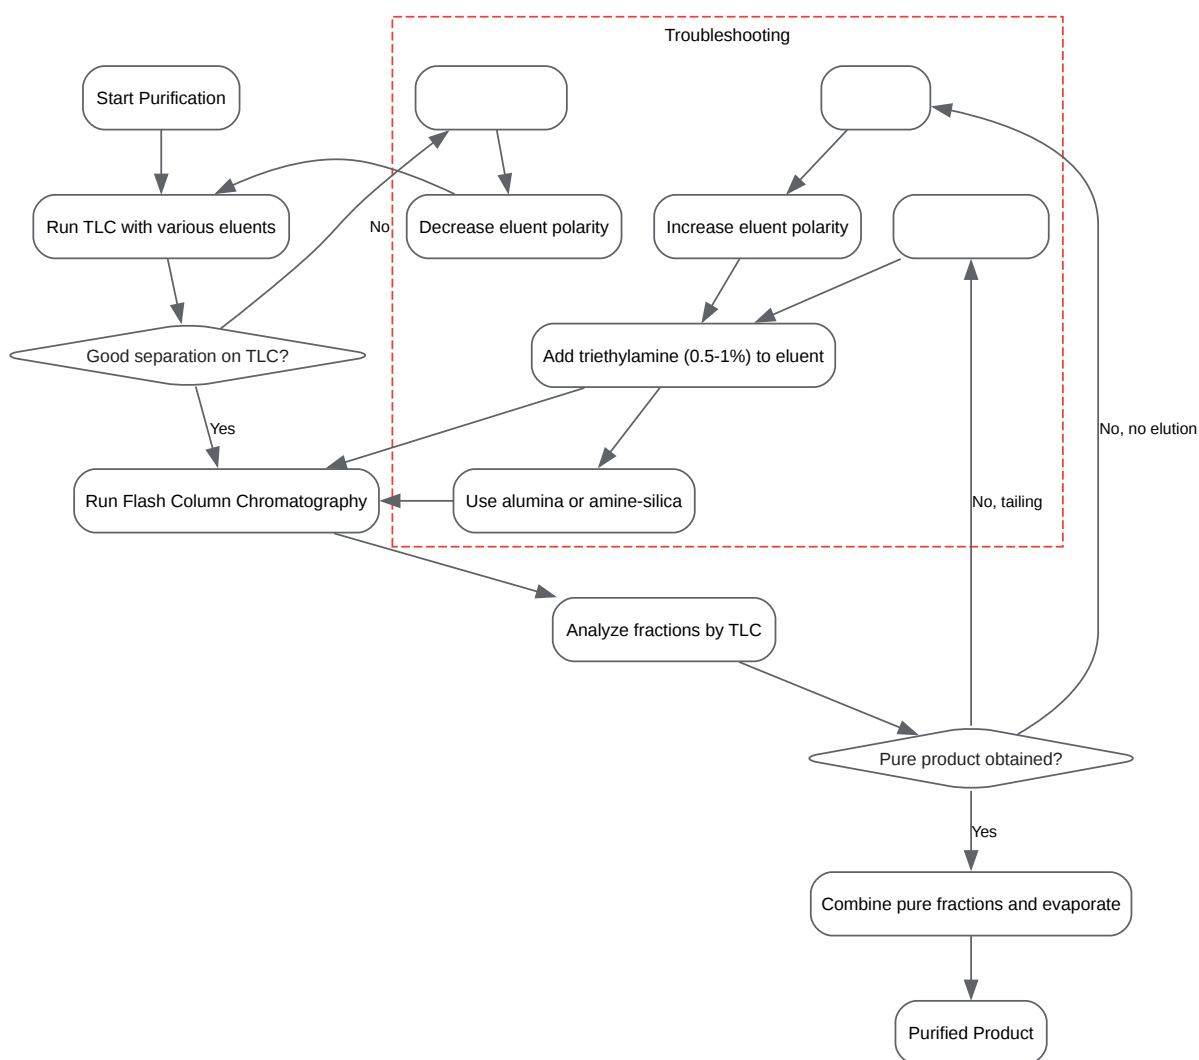 Troubleshooting
Start Purification
Run TLC with various eluents
No
Decrease eluent polarity
Increase eluent polarity
Good separation on TLC?
Add triethylamine (0.5-1%) to eluent
Yes
No, no elution
Run Flash Column Chromatography
Use alumina or amine-silica
No, tailing
Analyze fractions by TLC
Pure product obtained?
Yes
Combine pure fractions and evaporate
Purified Product